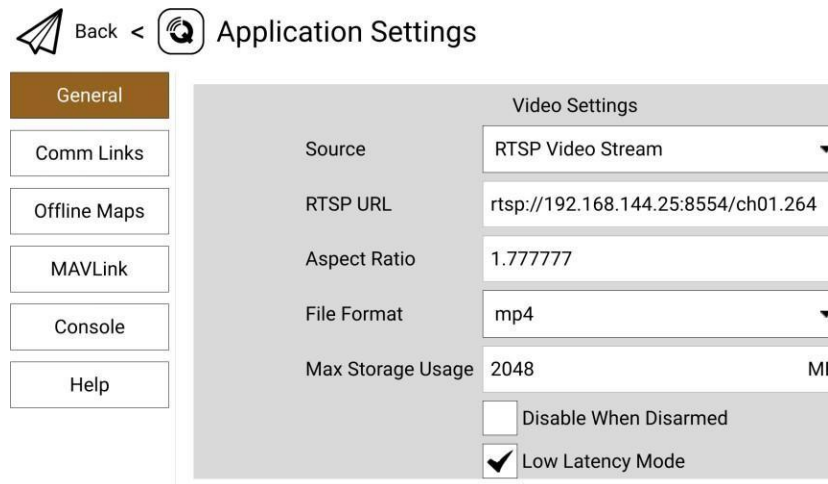 Back < Application Settings
General
Comm Links
Offline Maps
MAVLink
Console
Help
Video Settings
Source RTSP Video Stream
RTSP URL rtsp://192.168.144.25:8554/ch01.264
Aspect Ratio 1.777777
File Format mp4
Max Storage Usage 2048
Disable When Disarmed
Low Latency Mode